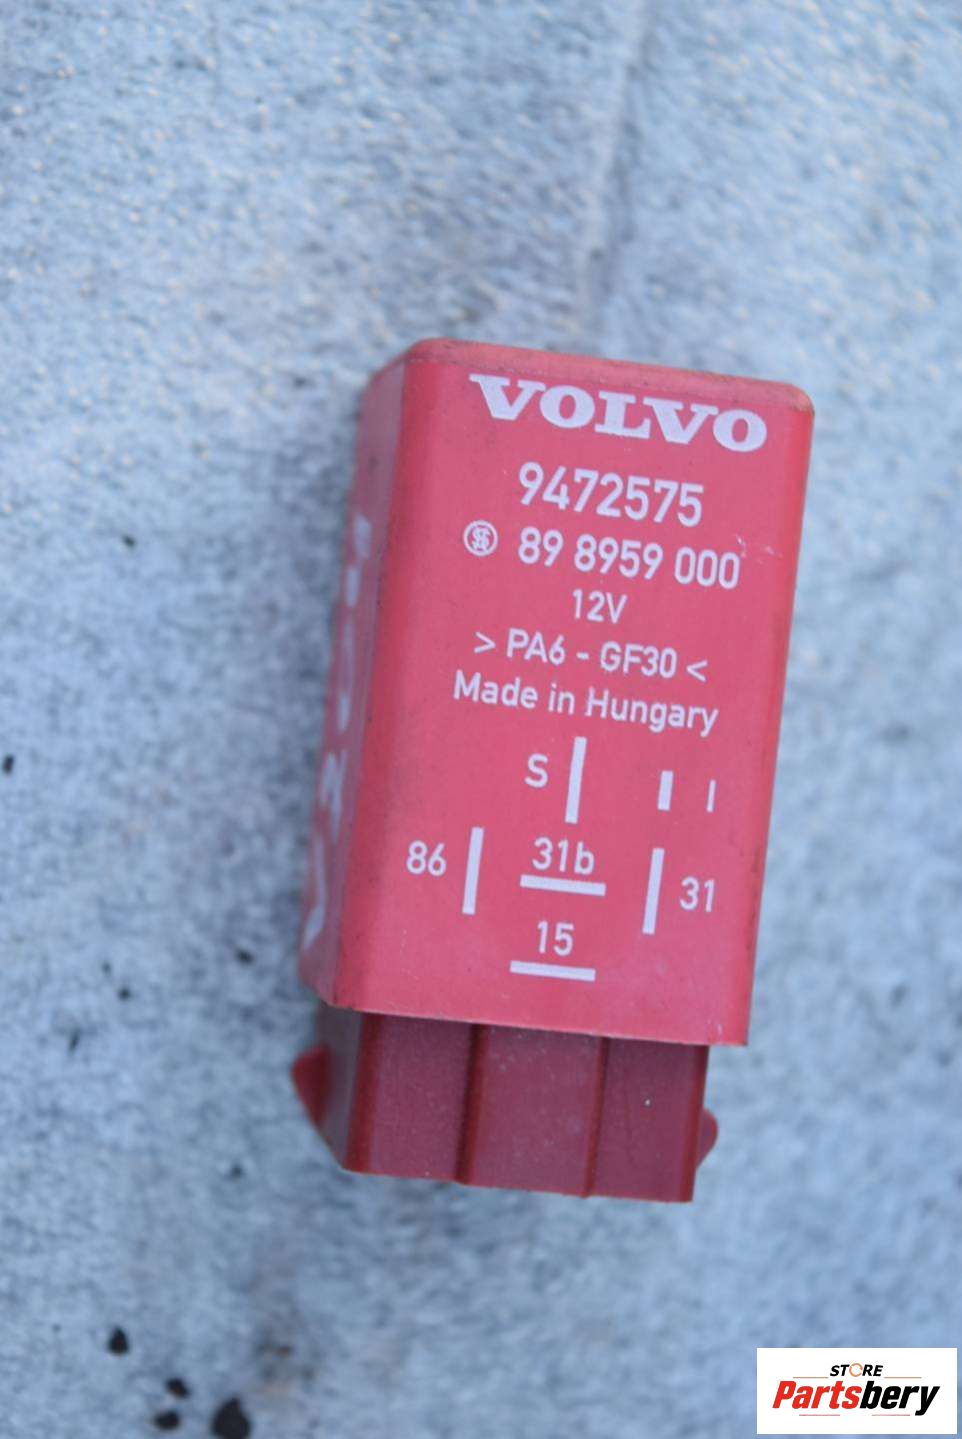 VOLVO
9472575
89 8959 000
12V
> PA6 - GF30 <
Made in Hungary
S
86
31b
31
15
STORE
Partsbery